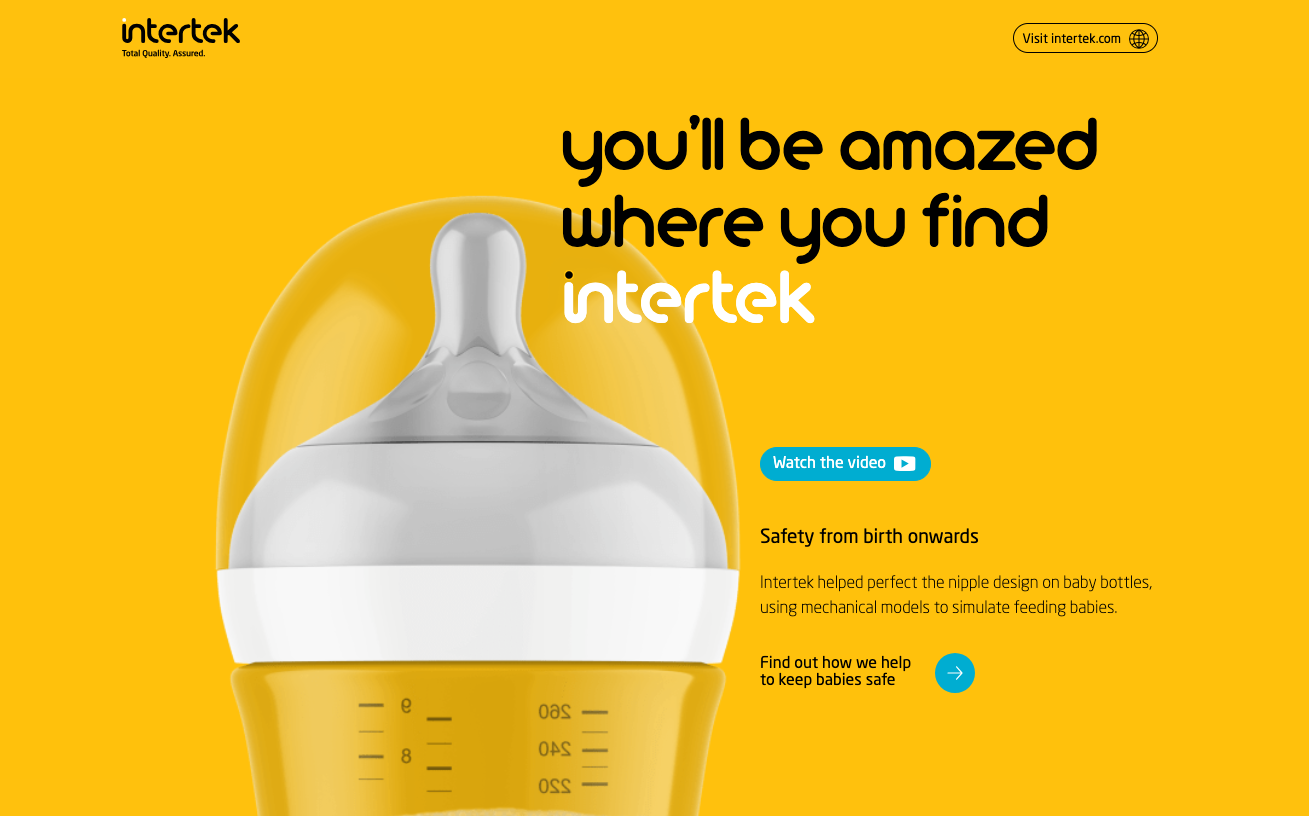 intertek
Total Quality. Assured.
Visit intertek.com
you'll be amazed
where you find
intertek
Watch the video
Safety from birth onwards
Intertek helped perfect the nipple design on baby bottles,
using mechanical models to simulate feeding babies.
Find out how we help
to keep babies safe
9
260
8
240
220